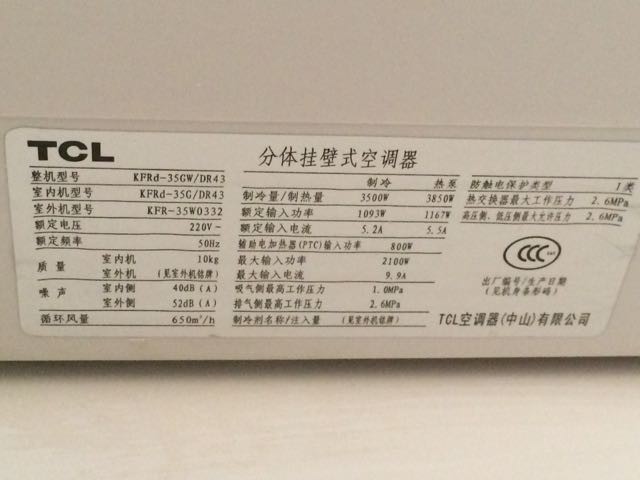 TCL
分体挂壁式空调器
整机型号 KFRd-35GW/DR43
室内机型号 KFRd-35G/DR43
室外机型号 KFR-35W0332
额定电压 220V~
额定频率 50Hz
质量 室内机 10kg
室外机 (见室外机铭牌)
噪声 室内侧 40dB(A)
室外侧 52dB(A)
循环风量 650m³/h
制冷 热泵
制冷量/制热量 3500W 3850W
额定输入功率 1093W 1167W
额定输入电流 5.2A 5.5A
辅助电加热器(PTC)输入功率 800W
最大输入功率 2100W
最大输入电流 9.9A
吸气侧最高工作压力 1.0MPa
排气侧最高工作压力 2.6MPa
制冷剂名称/注入量 (见室外机铭牌)
防触电保护类型 I类
热交换器最大工作压力 2.6MPa
高压侧、低压侧最大允许压力 2.6MPa
CCC
出厂编号/生产日期
(见机身条形码)
TCL空调器(中山)有限公司